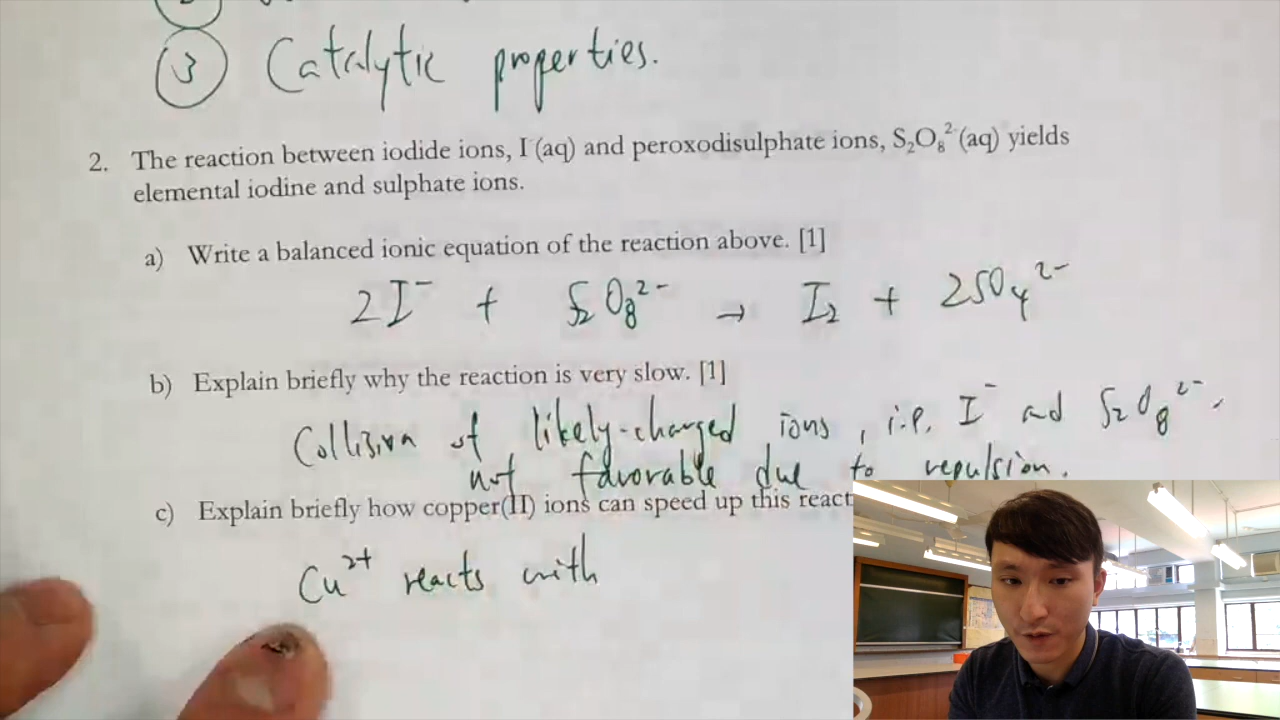 ③ Catalytic properties.
2. The reaction between iodide ions, I⁻(aq) and peroxodisulphate ions, S₂O₈²⁻(aq) yields
elemental iodine and sulphate ions.
a) Write a balanced ionic equation of the reaction above. [1]
2I⁻ + S₂O₈²⁻ → I₂ + 2SO₄²⁻
b) Explain briefly why the reaction is very slow. [1]
Collision of likely-charged ions, i.e. I⁻ and S₂O₈²⁻,
not favorable due to repulsion.
c) Explain briefly how copper(II) ions can speed up this react
Cu²⁺ reacts with